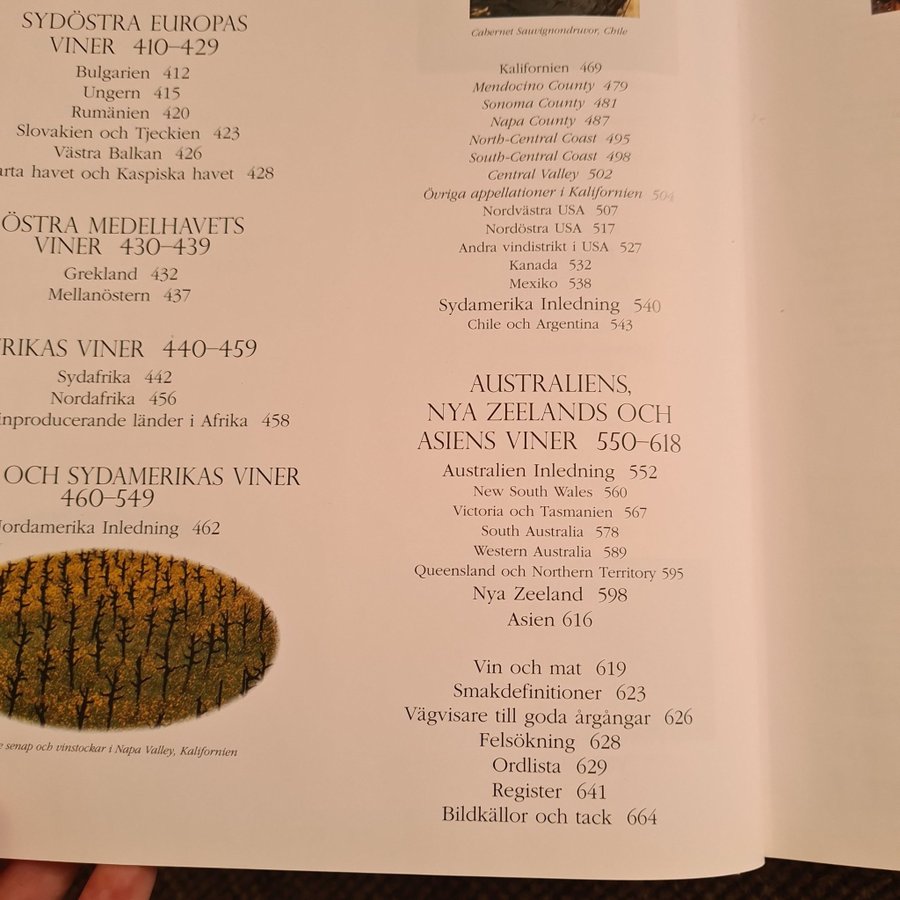 SYDÖSTRA EUROPAS
VINER 410–429
Bulgarien 412
Ungern 415
Rumänien 420
Slovakien och Tjeckien 423
Västra Balkan 426
havet och Kaspiska havet 428
ÖSTRA MEDELHAVETS
VINER 430–439
Grekland 432
Mellanöstern 437
VINER 440–459
Sydafrika 442
Nordafrika 456
länder i Afrika 458
OCH SYDAMERIKAS VINER
460–549
Inledning 462
senap och vinstockar i Napa Valley, Kalifornien
Cabernet Sauvignondruvor, Chile
Kalifornien 469
Mendocino County 479
Sonoma County 481
Napa County 487
North-Central Coast 495
South-Central Coast 498
Central Valley 502
Övriga appellationer i Kalifornien 504
Nordvästra USA 507
Nordöstra USA 517
Andra vindistrikt i USA 527
Kanada 532
Mexiko 538
Sydamerika Inledning 540
Chile och Argentina 543
AUSTRALIENS,
NYA ZEELANDS OCH
ASIENS VINER 550–618
Australien Inledning 552
New South Wales 560
Victoria och Tasmanien 567
South Australia 578
Western Australia 589
Queensland och Northern Territory 595
Nya Zeeland 598
Asien 616
Vin och mat 619
Smakdefinitioner 623
Vägvisare till goda årgångar 626
Felsökning 628
Ordlista 629
Register 641
Bildkällor och tack 664